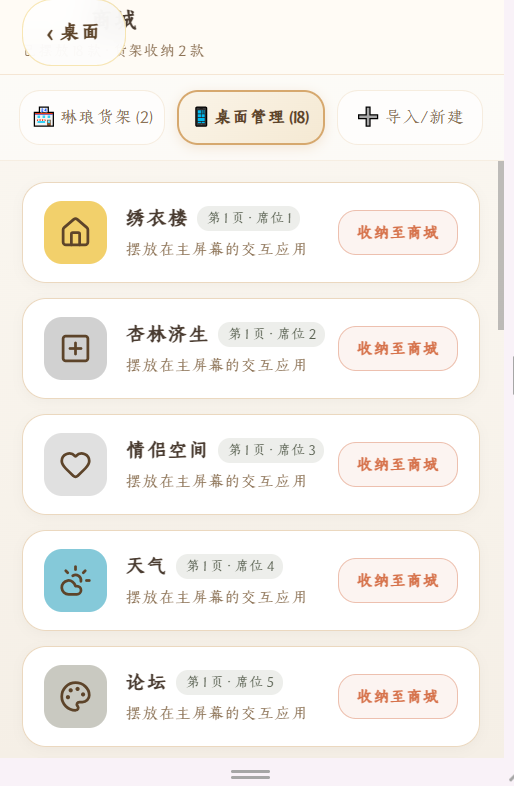 ‹ 桌面
城
货架收纳 2 款
琳琅货架 (2)
桌面管理 (18)
导入/新建
绣衣楼 第 1 页 · 席位 1
摆放在主屏幕的交互应用
收纳至商城
杏林济生 第 1 页 · 席位 2
摆放在主屏幕的交互应用
收纳至商城
情侣空间 第 1 页 · 席位 3
摆放在主屏幕的交互应用
收纳至商城
天气 第 1 页 · 席位 4
摆放在主屏幕的交互应用
收纳至商城
论坛 第 1 页 · 席位 5
摆放在主屏幕的交互应用
收纳至商城